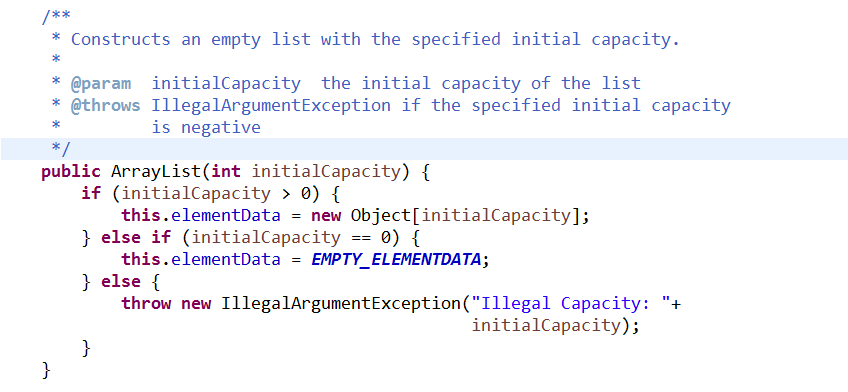 /**
 * Constructs an empty list with the specified initial capacity.
 *
 * @param  initialCapacity  the initial capacity of the list
 * @throws IllegalArgumentException if the specified initial capacity
 *         is negative
 */
public ArrayList(int initialCapacity) {
    if (initialCapacity > 0) {
        this.elementData = new Object[initialCapacity];
    } else if (initialCapacity == 0) {
        this.elementData = EMPTY_ELEMENTDATA;
    } else {
        throw new IllegalArgumentException("Illegal Capacity: "+
                                           initialCapacity);
    }
}